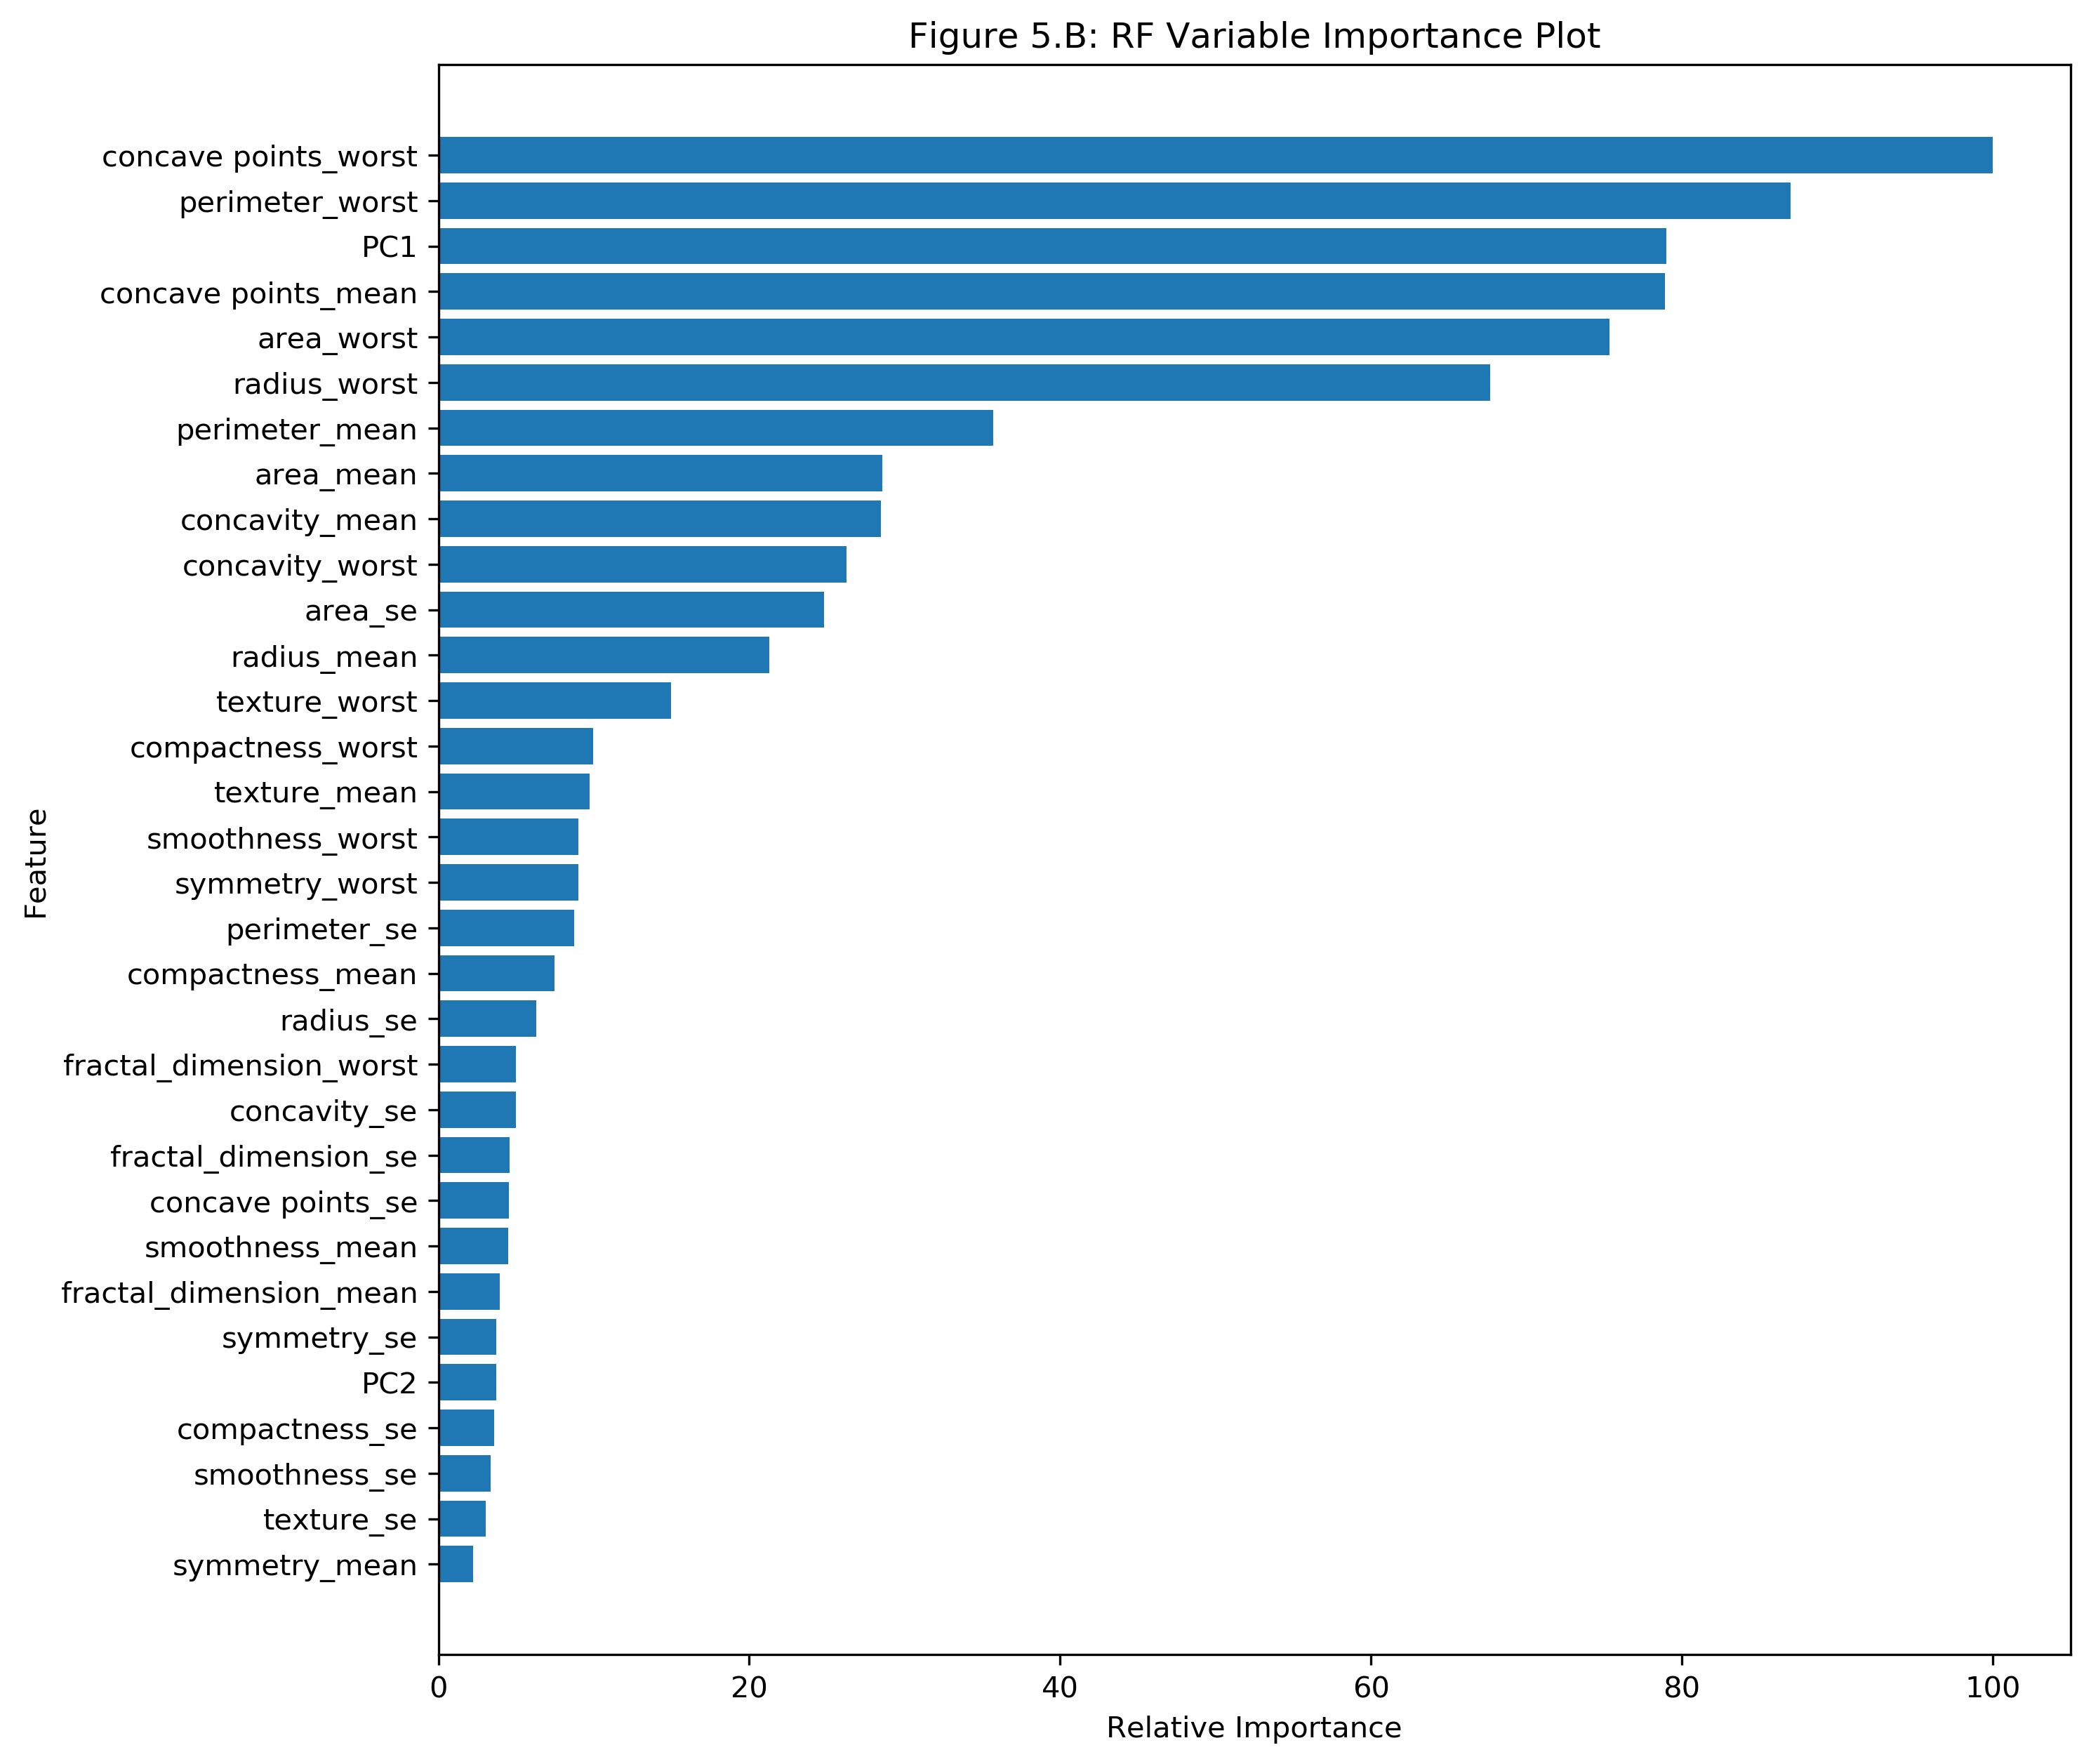 Figure 5.B: RF Variable Importance Plot
concave points_worst
perimeter_worst
PC1
concave points_mean
area_worst
radius_worst
perimeter_mean
area_mean
concavity_mean
concavity_worst
area_se
radius_mean
texture_worst
compactness_worst
texture_mean
smoothness_worst
symmetry_worst
perimeter_se
compactness_mean
radius_se
fractal_dimension_worst
concavity_se
fractal_dimension_se
concave points_se
smoothness_mean
fractal_dimension_mean
symmetry_se
PC2
compactness_se
smoothness_se
texture_se
symmetry_mean
Feature
0 20 40 60 80 100
Relative Importance